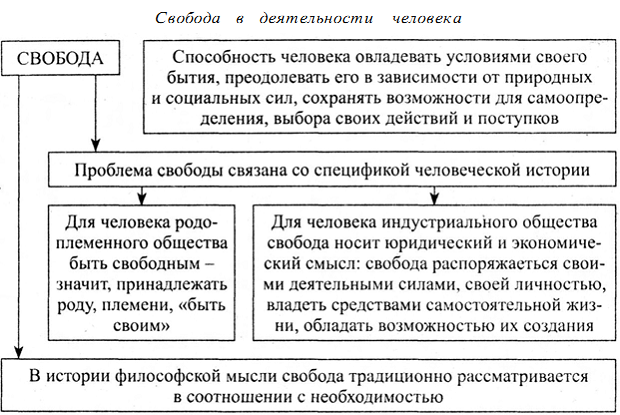 Свобода в деятельности человека
СВОБОДА
Способность человека овладевать условиями своего
бытия, преодолевать его в зависимости от природных
и социальных сил, сохранять возможности для самоопре-
деления, выбора своих действий и поступков
Проблема свободы связана со спецификой человеческой истории
Для человека родо-
племенного общества
быть свободным –
значит, принадлежать
роду, племени, «быть
своим»
Для человека индустриального общества
свобода носит юридический и экономиче-
ский смысл: свобода распоряжаеться свои-
ми деятельными силами, своей личностью,
владеть средствами самостоятельной жиз-
ни, обладать возможностью их создания
В истории философской мысли свобода традиционно рассматривается
в соотношении с необходимостью